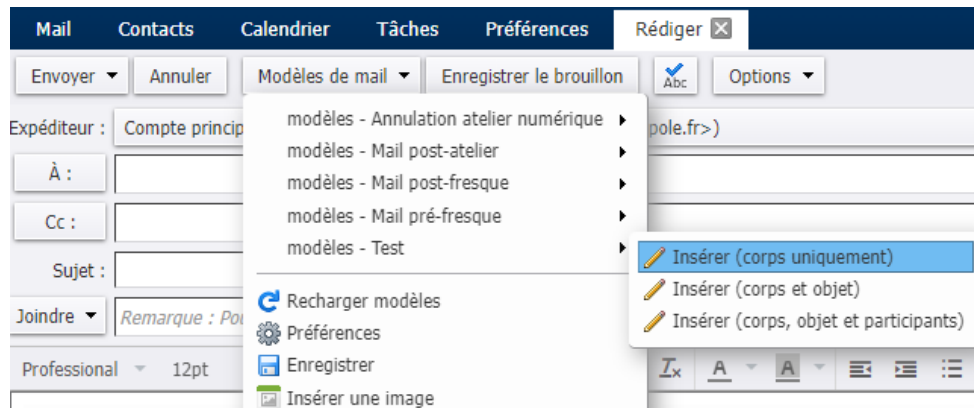 Mail Contacts Calendrier Tâches Préférences Rédiger
Envoyer Annuler Modèles de mail Enregistrer le brouillon Abc Options
Expéditeur : Compte princip pole.fr>)
modèles - Annulation atelier numérique
À :
modèles - Mail post-atelier
modèles - Mail post-fresque
Cc :
modèles - Mail pré-fresque
modèles - Test
Insérer (corps uniquement)
Sujet :
Insérer (corps et objet)
Recharger modèles
Joindre Remarque :
Insérer (corps, objet et participants)
Préférences
Professional 12pt
Enregistrer
Insérer une image